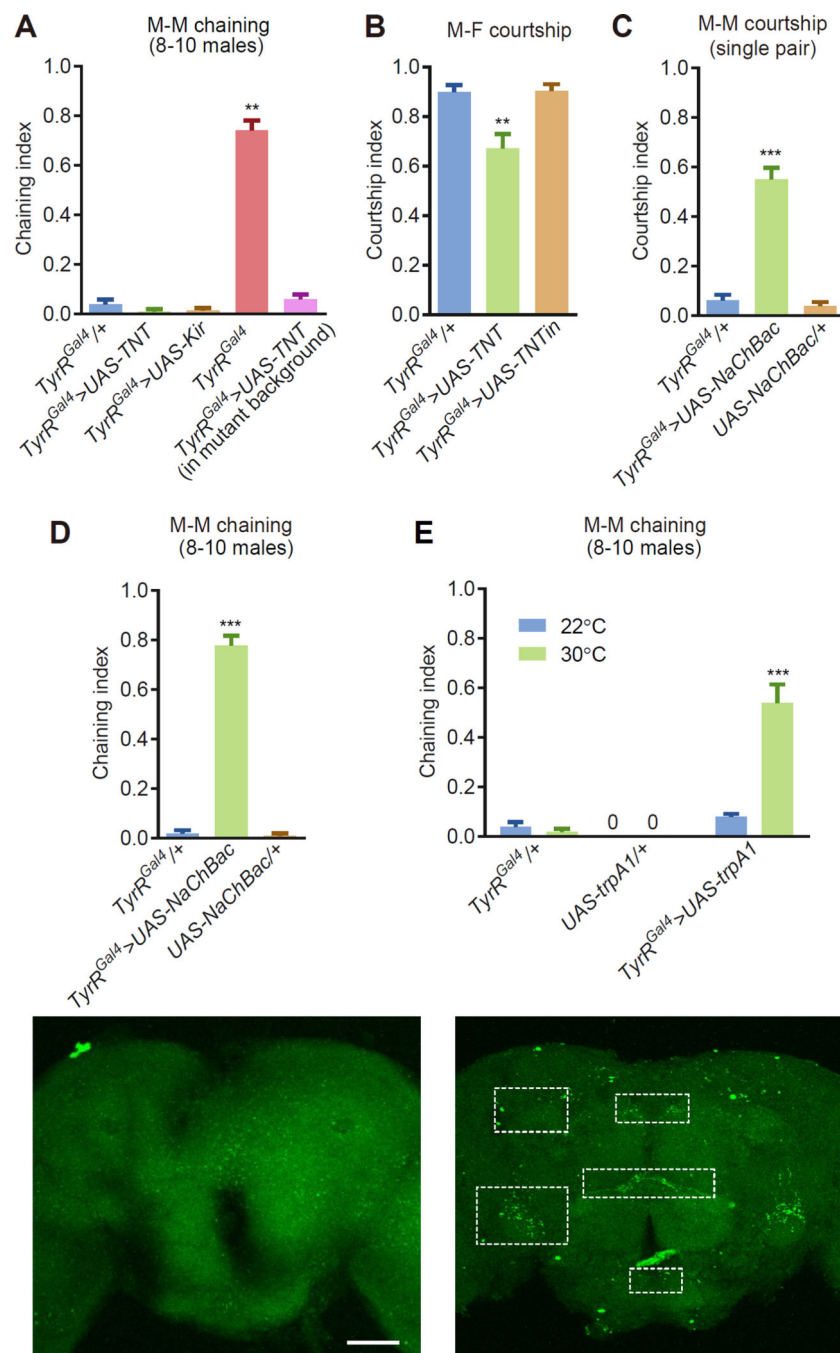 A
M-M chaining
(8-10 males)
Chaining index
1.0
0.8
0.6
0.4
0.2
0.0
**
TyrR^Gal4/+
TyrR^Gal4>UAS-TNT
TyrR^Gal4>UAS-Kir
TyrR^Gal4
TyrR^Gal4>UAS-TNT
(in mutant background)
B
M-F courtship
Courtship index
1.0
0.8
0.6
0.4
0.2
0.0
**
TyrR^Gal4/+
TyrR^Gal4>UAS-TNT
TyrR^Gal4>UAS-TNTin
C
M-M courtship
(single pair)
Courtship index
1.0
0.8
0.6
0.4
0.2
0.0
***
TyrR^Gal4/+
TyrR^Gal4>UAS-NaChBac
UAS-NaChBac/+
D
M-M chaining
(8-10 males)
Chaining index
1.0
0.8
0.6
0.4
0.2
0.0
***
TyrR^Gal4/+
TyrR^Gal4>UAS-NaChBac
UAS-NaChBac/+
E
M-M chaining
(8-10 males)
Chaining index
1.0
0.8
0.6
0.4
0.2
0.0
22°C
30°C
0 0
***
TyrR^Gal4/+
UAS-trpA1/+
TyrR^Gal4>UAS-trpA1